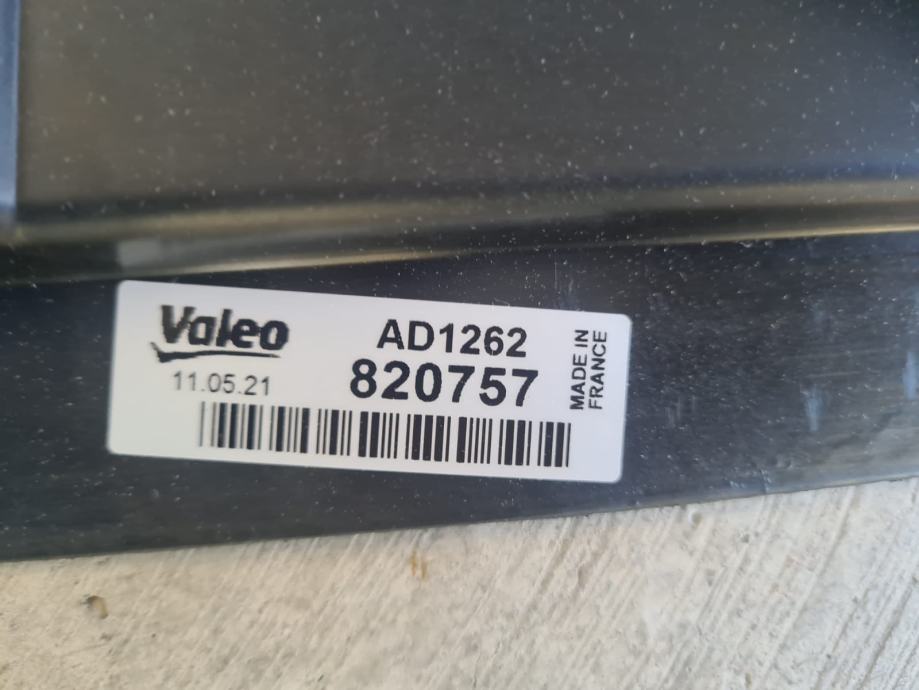 Valeo
11.05.21
AD1262
820757
MADE IN
FRANCE